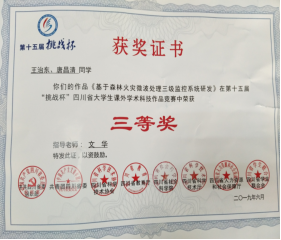 第十五届挑战杯
获奖证书
王治东、唐昌清 同学
你们的作品《基于森林火灾微波处理三级监控系统研发》在第十五届
“挑战杯”四川省大学生课外学术科技作品竞赛中荣获
三等奖
指导老师： 文 华
特发此证，以资鼓励。
二〇一九年六月